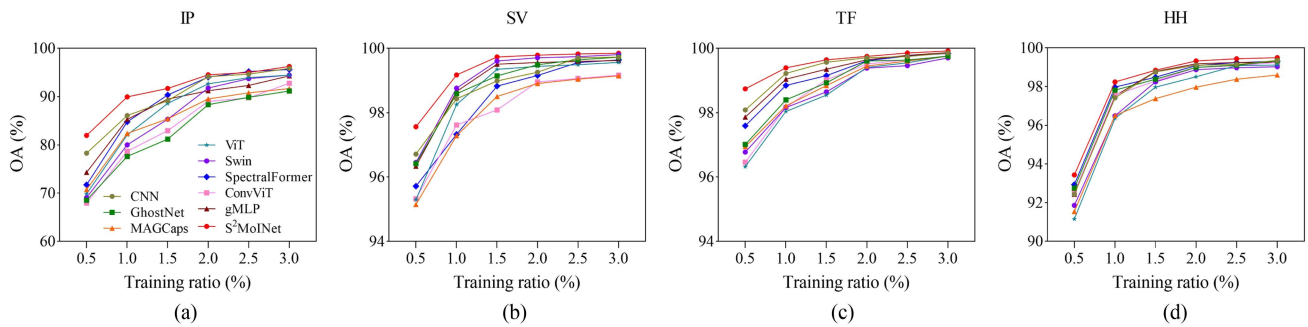 IP
100
90
80
70
60
OA (%)
CNN
GhostNet
MAGCaps
ViT
Swin
SpectralFormer
ConvViT
gMLP
S²MoINet
0.5 1.0 1.5 2.0 2.5 3.0
Training ratio (%)
(a)
SV
100
98
96
94
OA (%)
0.5 1.0 1.5 2.0 2.5 3.0
Training ratio (%)
(b)
TF
100
98
96
94
OA (%)
0.5 1.0 1.5 2.0 2.5 3.0
Training ratio (%)
(c)
HH
100
98
96
94
92
90
OA (%)
0.5 1.0 1.5 2.0 2.5 3.0
Training ratio (%)
(d)